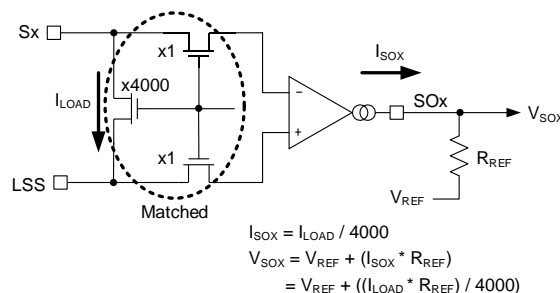 Sx
x1
I_SOX
x4000
I_LOAD
−
SOx
V_SOX
+
x1
R_REF
LSS
V_REF
Matched
I_SOX = I_LOAD / 4000
V_SOX = V_REF + (I_SOX * R_REF)
= V_REF + ((I_LOAD * R_REF) / 4000)